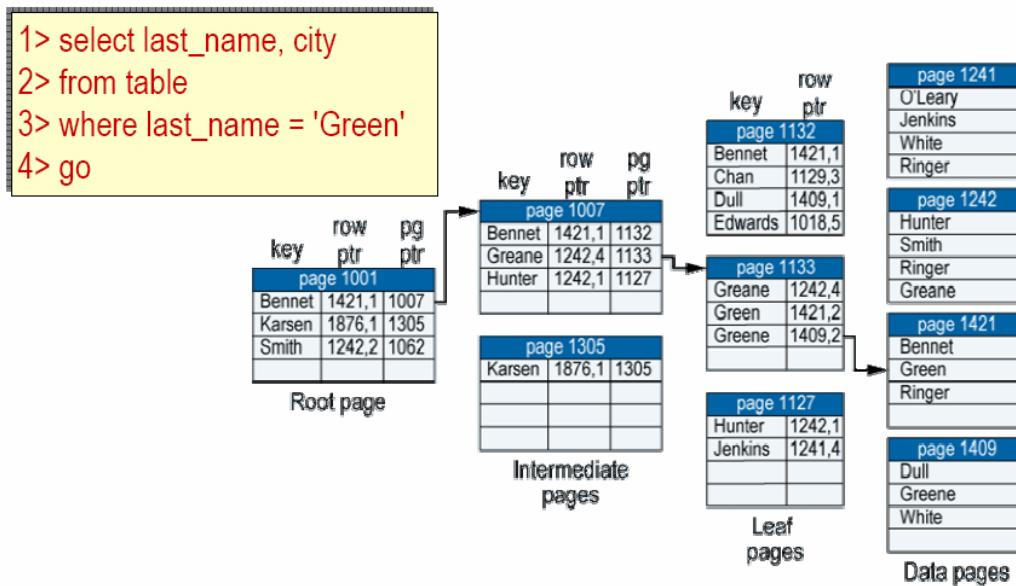 1> select last_name, city
2> from table
3> where last_name = 'Green'
4> go
key row ptr pg ptr
page 1001
Bennet 1421,1 1007
Karsen 1876,1 1305
Smith 1242,2 1062
Root page
key row ptr pg ptr
page 1007
Bennet 1421,1 1132
Greane 1242,4 1133
Hunter 1242,1 1127
page 1305
Karsen 1876,1 1305
Intermediate
pages
key row ptr
page 1132
Bennet 1421,1
Chan 1129,3
Dull 1409,1
Edwards 1018,5
page 1133
Greane 1242,4
Green 1421,2
Greene 1409,2
page 1127
Hunter 1242,1
Jenkins 1241,4
Leaf
pages
page 1241
O'Leary
Jenkins
White
Ringer
page 1242
Hunter
Smith
Ringer
Greane
page 1421
Bennet
Green
Ringer
page 1409
Dull
Greene
White
Data pages